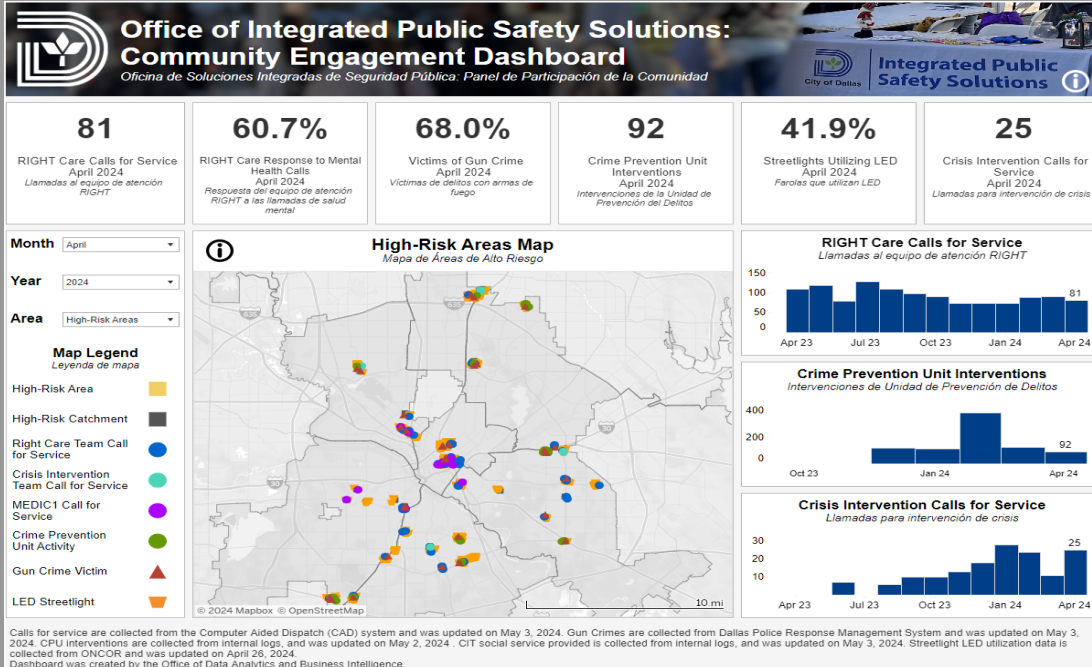 Office of Integrated Public Safety Solutions:
Community Engagement Dashboard
Oficina de Soluciones Integradas de Seguridad Pública: Panel de Participación de la Comunidad
City of Dallas
Integrated Public
Safety Solutions
81
RIGHT Care Calls for Service
April 2024
Llamadas al equipo de atención
RIGHT
60.7%
RIGHT Care Response to Mental
Health Calls
April 2024
Respuesta del equipo de atención
RIGHT a las llamadas de salud
mental
68.0%
Victims of Gun Crime
April 2024
Víctimas de delitos con armas de
fuego
92
Crime Prevention Unit
Interventions
April 2024
Intervenciones de la Unidad de
Prevención del Delitos
41.9%
Streetlights Utilizing LED
April 2024
Farolas que utilizan LED
25
Crisis Intervention Calls for
Service
April 2024
Llamadas para intervención de crisis
Month April
Year 2024
Area High-Risk Areas
Map Legend
Leyenda de mapa
High-Risk Area
High-Risk Catchment
Right Care Team Call
for Service
Crisis Intervention
Team Call for Service
MEDIC1 Call for
Service
Crime Prevention
Unit Activity
Gun Crime Victim
LED Streetlight
High-Risk Areas Map
Mapa de Áreas de Alto Riesgo
635
30
30
© 2024 Mapbox © OpenStreetMap
10 mi
RIGHT Care Calls for Service
Llamadas al equipo de atención RIGHT
150
100
50
0
81
Apr 23 Jul 23 Oct 23 Jan 24 Apr 24
Crime Prevention Unit Interventions
Intervenciones de Unidad de Prevención de Delitos
400
200
0
92
Oct 23 Jan 24 Apr 24
Crisis Intervention Calls for Service
Llamadas para intervención de crisis
30
20
10
25
Apr 23 Jul 23 Oct 23 Jan 24 Apr 24
Calls for service are collected from the Computer Aided Dispatch (CAD) system and was updated on May 3, 2024. Gun Crimes are collected from Dallas Police Response Management System and was updated on May 3,
2024. CPU interventions are collected from internal logs, and was updated on May 2, 2024 . CIT social service provided is collected from internal logs, and was updated on May 3, 2024. Streetlight LED utilization data is
collected from ONCOR and was updated on April 26, 2024.
Dashboard was created by the Office of Data Analytics and Business Intelligence.